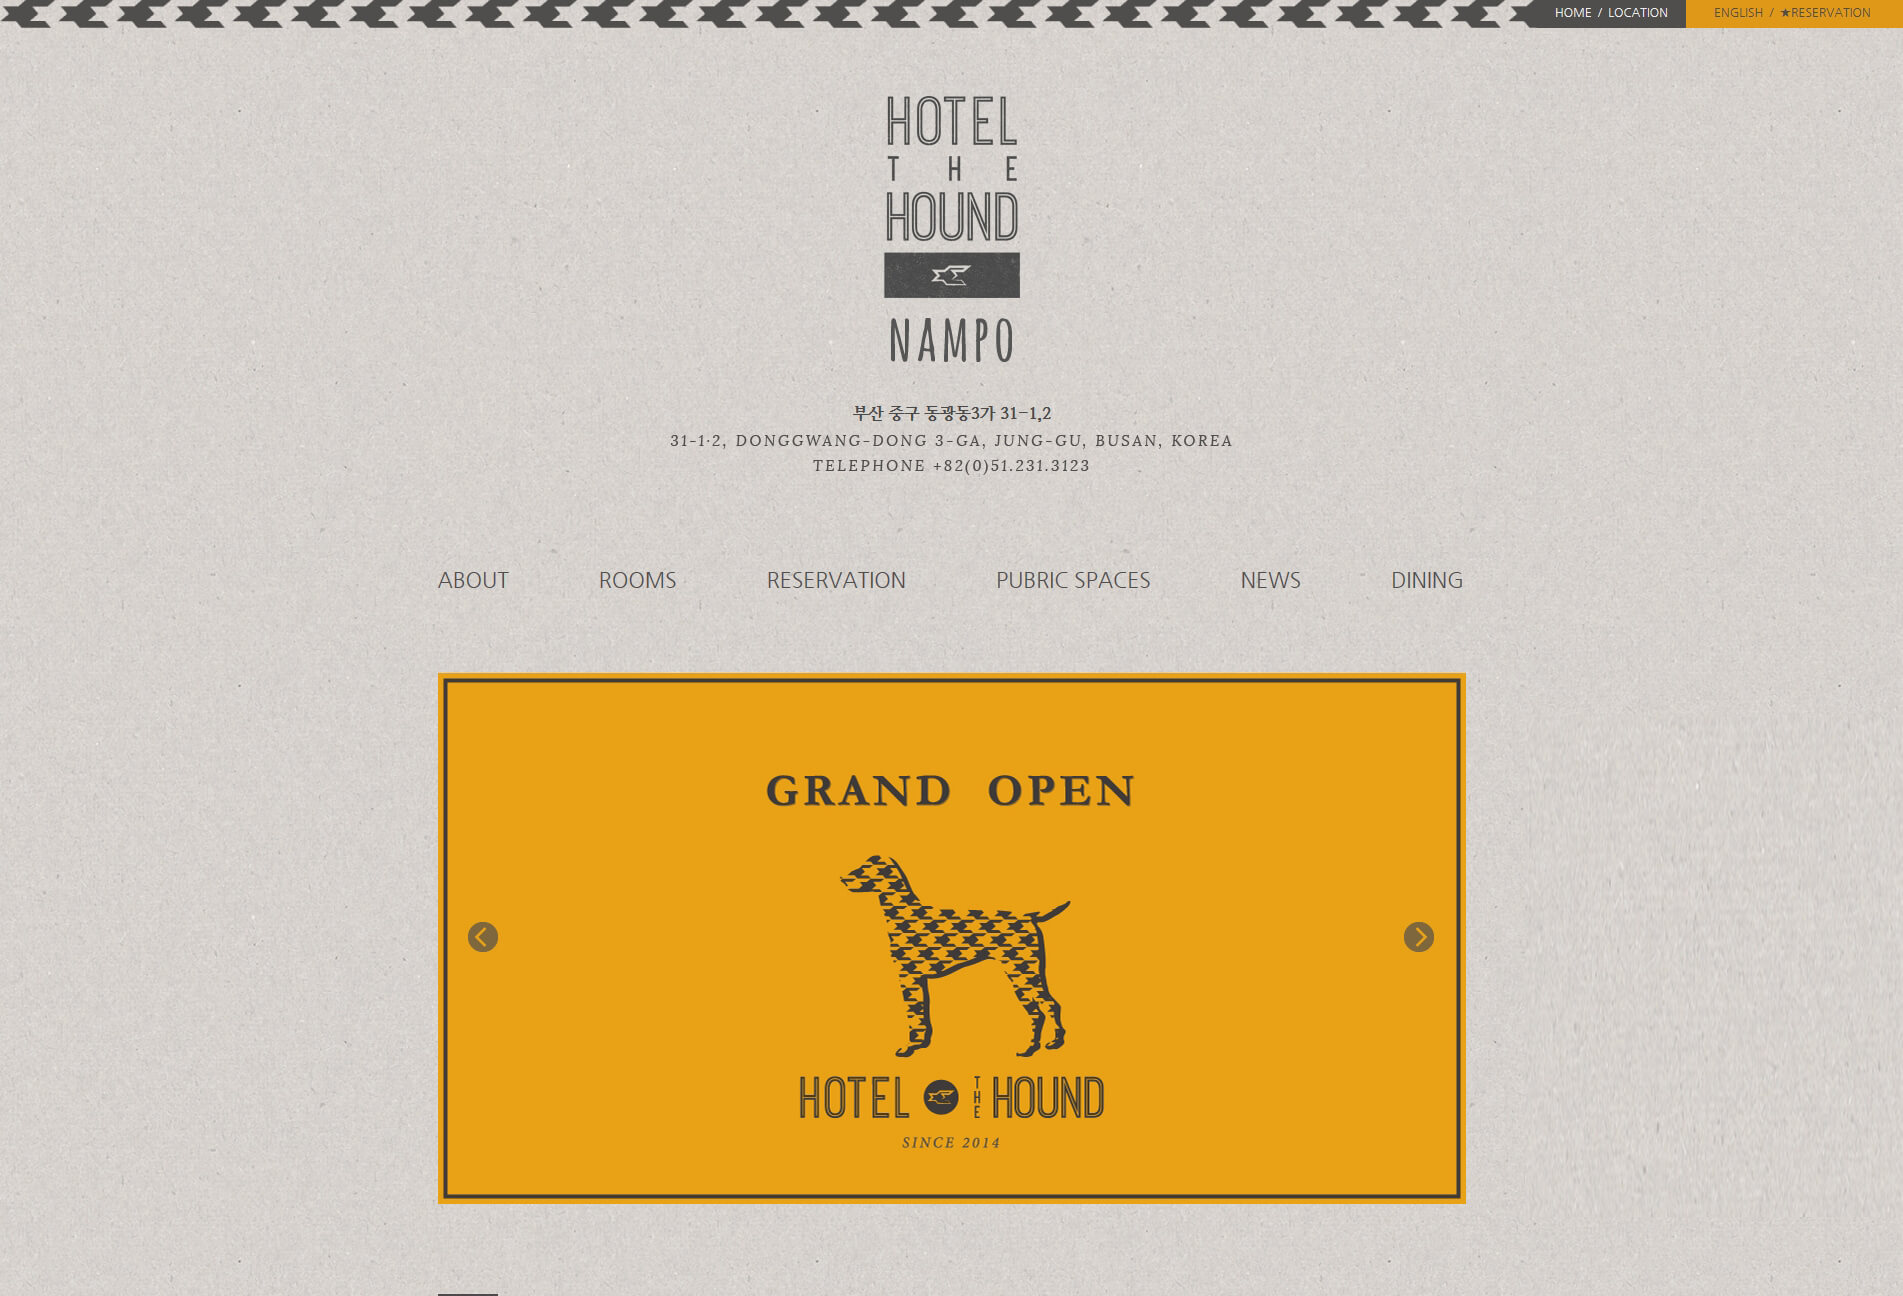 HOME / LOCATION
ENGLISH / ★RESERVATION
HOTEL
THE
HOUND
NAMPO
부산 중구 동광동3가 31-1,2
31-1·2, DONGGWANG-DONG 3-GA, JUNG-GU, BUSAN, KOREA
TELEPHONE +82(0)51.231.3123
ABOUT ROOMS RESERVATION PUBRIC SPACES NEWS DINING
GRAND OPEN
HOTEL THE HOUND
SINCE 2014